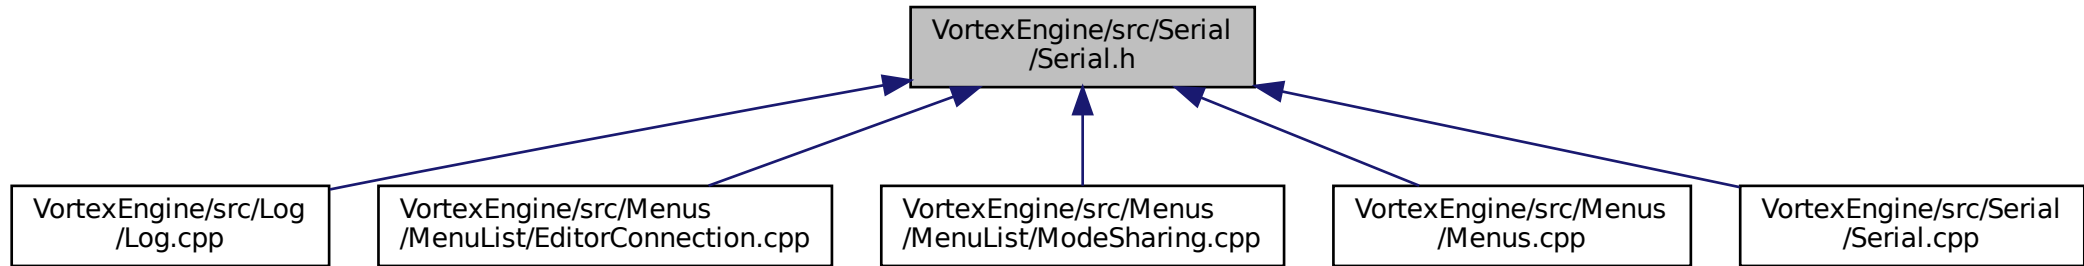 VortexEngine/src/Serial
/Serial.h
VortexEngine/src/Log
/Log.cpp
VortexEngine/src/Menus
/MenuList/EditorConnection.cpp
VortexEngine/src/Menus
/MenuList/ModeSharing.cpp
VortexEngine/src/Menus
/Menus.cpp
VortexEngine/src/Serial
/Serial.cpp